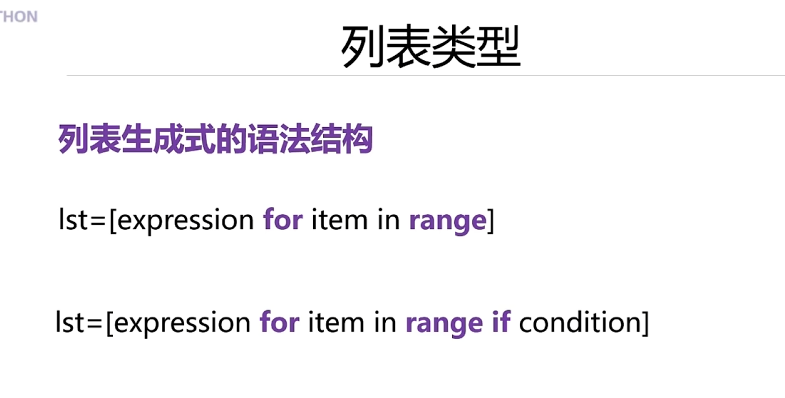 THON
列表类型
列表生成式的语法结构
lst=[expression for item in range]
lst=[expression for item in range if condition]